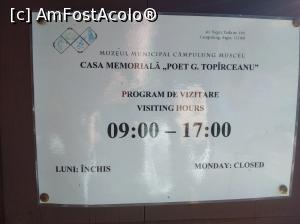 [c] AmFostAcolo®
MUZEUL MUNICIPAL CÂMPULUNG MUSCEL
CASA MEMORIALĂ „POET G. TOPÎRCEANU”
PROGRAM DE VIZITARE
VISITING HOURS
09:00 – 17:00
LUNI: ÎNCHIS
MONDAY: CLOSED